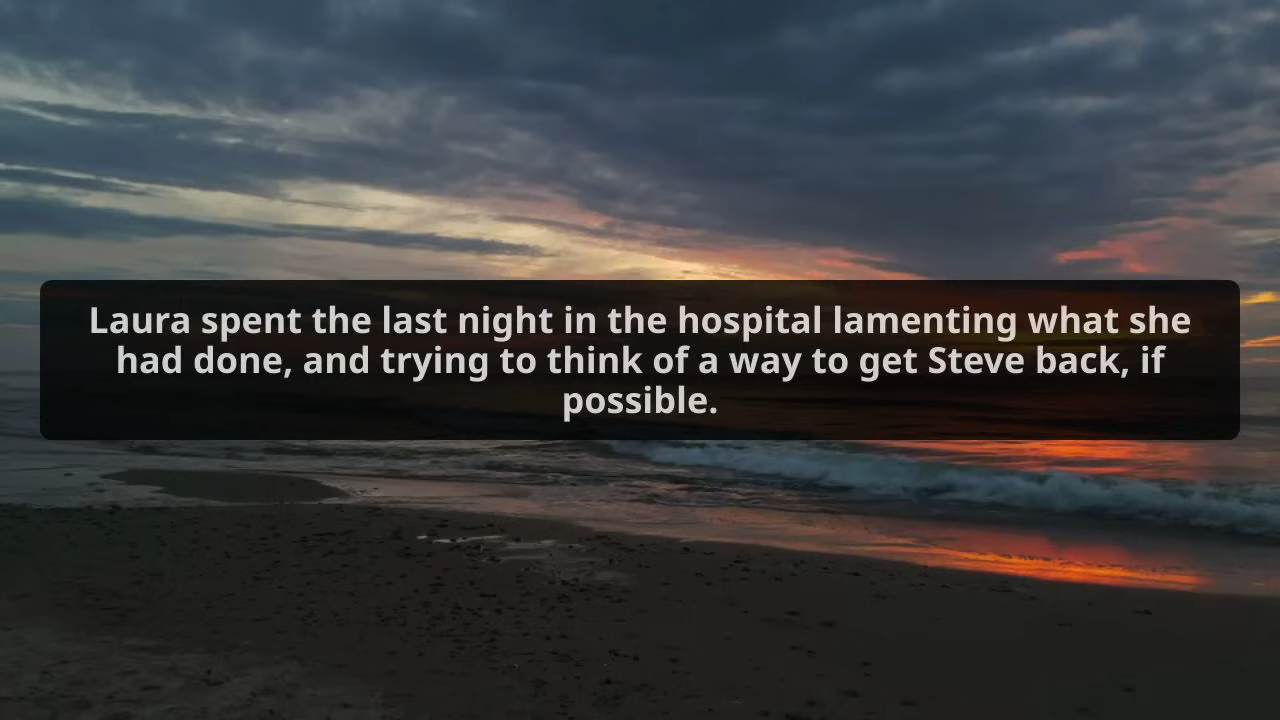 Laura spent the last night in the hospital lamenting what she
had done, and trying to think of a way to get Steve back, if
possible.